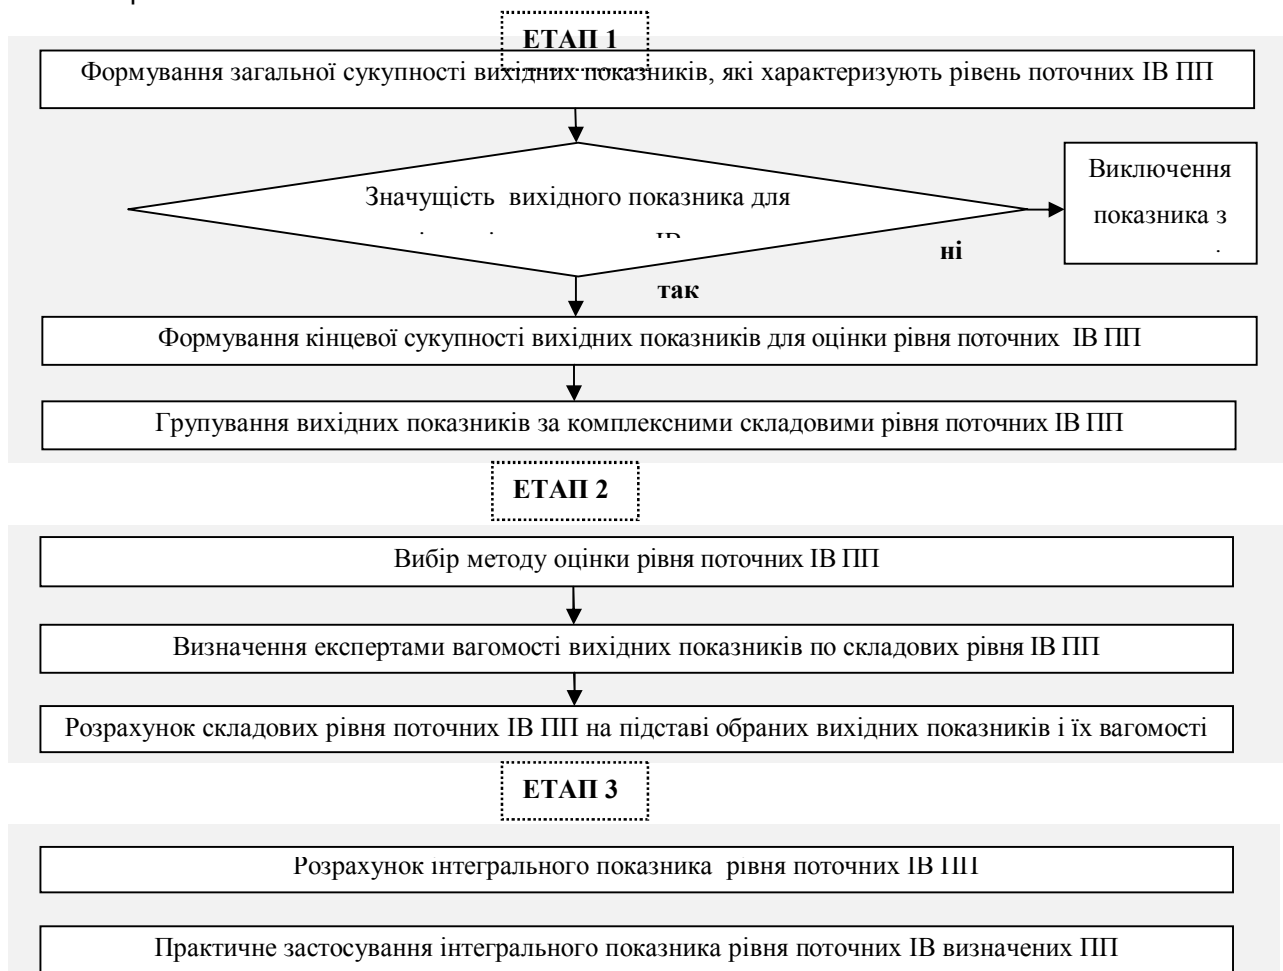 ЕТАП 1
Формування загальної сукупності вихідних показників, які характеризують рівень поточних ІВ ПП
Значущість вихідного показника для
ІВ
Виключення
показника з
ні
так
Формування кінцевої сукупності вихідних показників для оцінки рівня поточних ІВ ПП
Групування вихідних показників за комплексними складовими рівня поточних ІВ ПП
ЕТАП 2
Вибір методу оцінки рівня поточних ІВ ПП
Визначення експертами вагомості вихідних показників по складових рівня ІВ ПП
Розрахунок складових рівня поточних ІВ ПП на підставі обраних вихідних показників і їх вагомості
ЕТАП 3
Розрахунок інтегрального показника рівня поточних ІВ ПП
Практичне застосування інтегрального показника рівня поточних ІВ визначених ПП